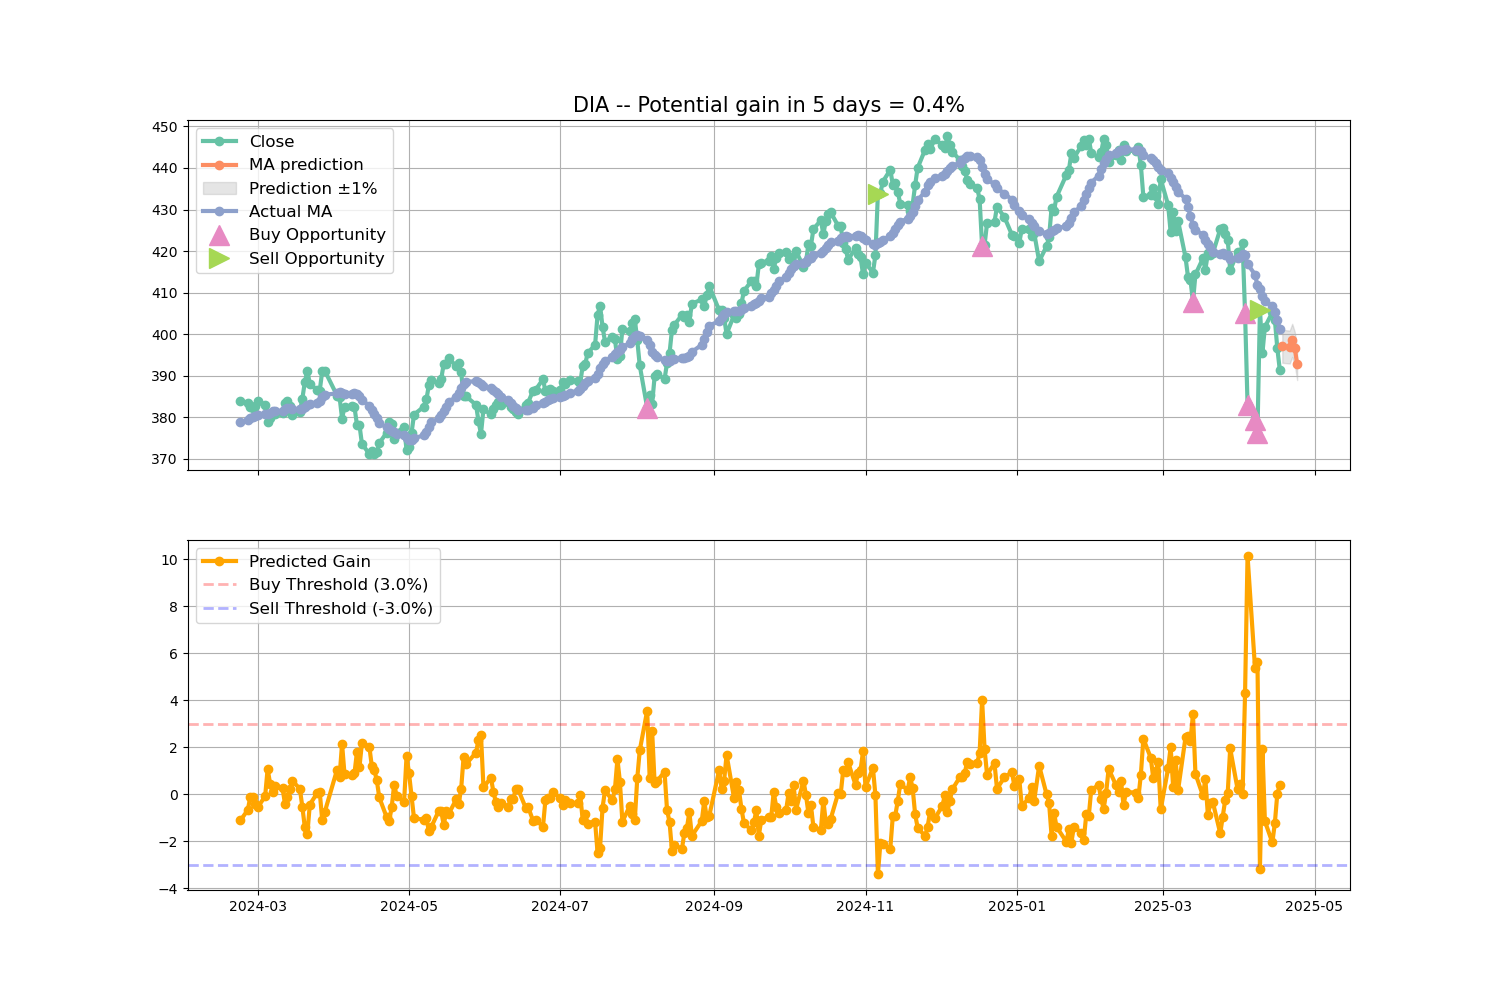 DIA -- Potential gain in 5 days = 0.4%
450
440
430
420
410
400
390
380
370
Close
MA prediction
Prediction ±1%
Actual MA
Buy Opportunity
Sell Opportunity
10
8
6
4
2
0
−2
−4
Predicted Gain
Buy Threshold (3.0%)
Sell Threshold (-3.0%)
2024-03 2024-05 2024-07 2024-09 2024-11 2025-01 2025-03 2025-05